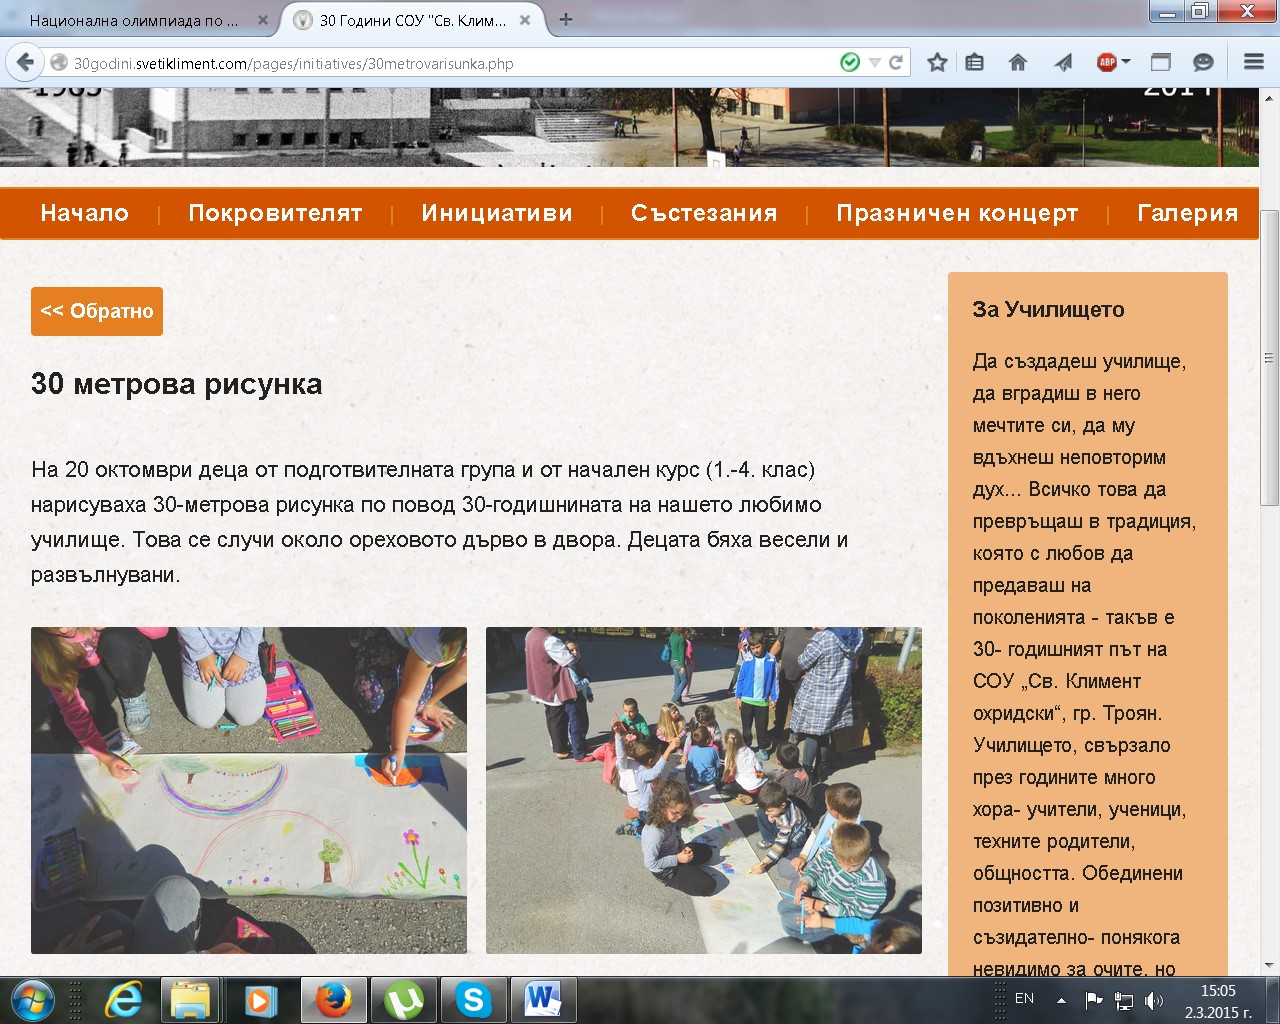 Национална олимпиада по ...
30 Години СОУ "Св. Клим...
30godini.svetikliment.com/pages/initiatives/30metrovarisunka.php
ABP
Начало | Покровителят | Инициативи | Състезания | Празничен концерт | Галерия
<< Обратно
30 метрова рисунка
На 20 октомври деца от подготвителната група и от начален курс (1.-4. клас)
нарисуваха 30-метрова рисунка по повод 30-годишнината на нашето любимо
училище. Това се случи около ореховото дърво в двора. Децата бяха весели и
развълнувани.
За Училището
Да създадеш училище,
да вградиш в него
мечтите си, да му
вдъхнеш неповторим
дух... Всичко това да
превръщаш в традиция,
която с любов да
предаваш на
поколенията - такъв е
30- годишният път на
СОУ „Св. Климент
охридски“, гр. Троян.
Училището, свързало
през годините много
хора- учители, ученици,
техните родители,
общността. Обединени
позитивно и
съзидателно- понякога
невидимо за очите, но
EN
15:05
2.3.2015 г.